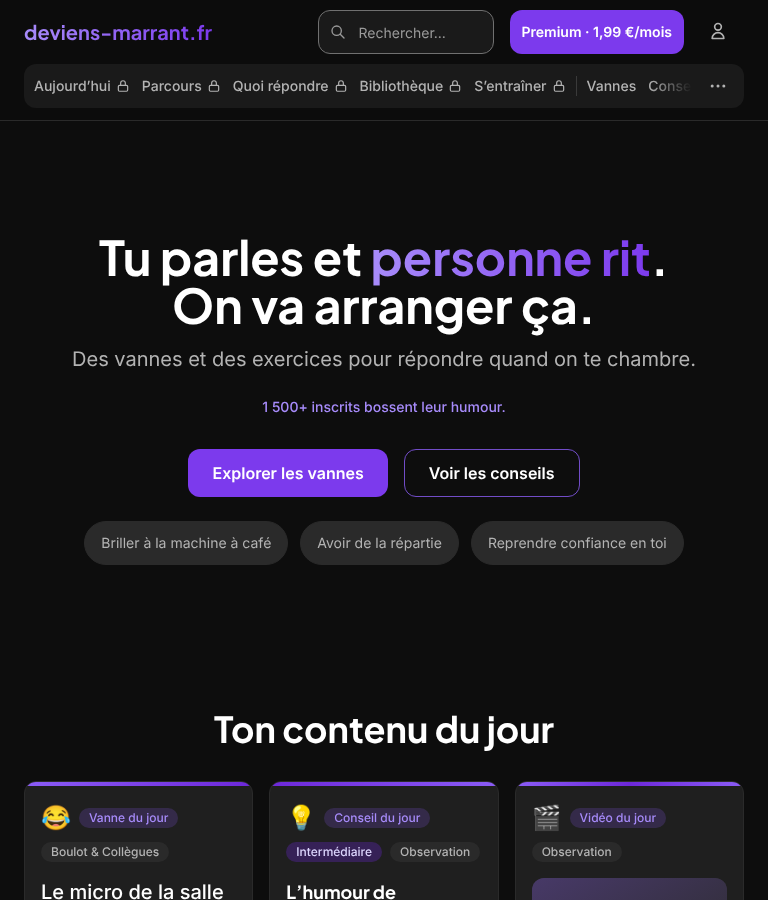 deviens-marrant.fr
Rechercher...
Premium · 1,99 €/mois
Aujourd’hui
Parcours
Quoi répondre
Bibliothèque
S’entraîner
Vannes
Tu parles et personne rit.
On va arranger ça.
Des vannes et des exercices pour répondre quand on te chambre.
1 500+ inscrits bossent leur humour.
Explorer les vannes
Voir les conseils
Briller à la machine à café
Avoir de la répartie
Reprendre confiance en toi
Ton contenu du jour
Vanne du jour
Boulot & Collègues
Le micro de la salle
Conseil du jour
Intermédiaire
Observation
L’humour de
Vidéo du jour
Observation